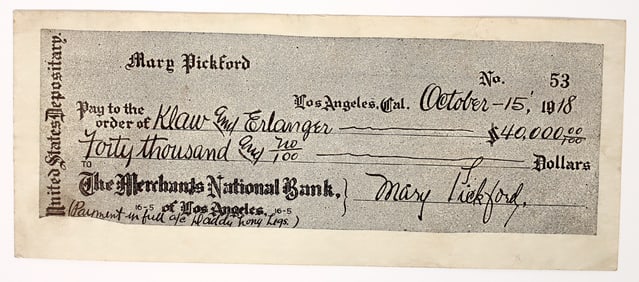 United States Depositary.
Mary Pickford
No. 53
Los Angeles, Cal. October-15, 1918
Pay to the order of Klaw and Erlanger $40,000.00/100
Forty thousand and no/100 Dollars
TO
The Merchants National Bank,
16-5 of Los Angeles. 16-5
Mary Pickford.
(Payment in full a/c Daddy Long Legs.)